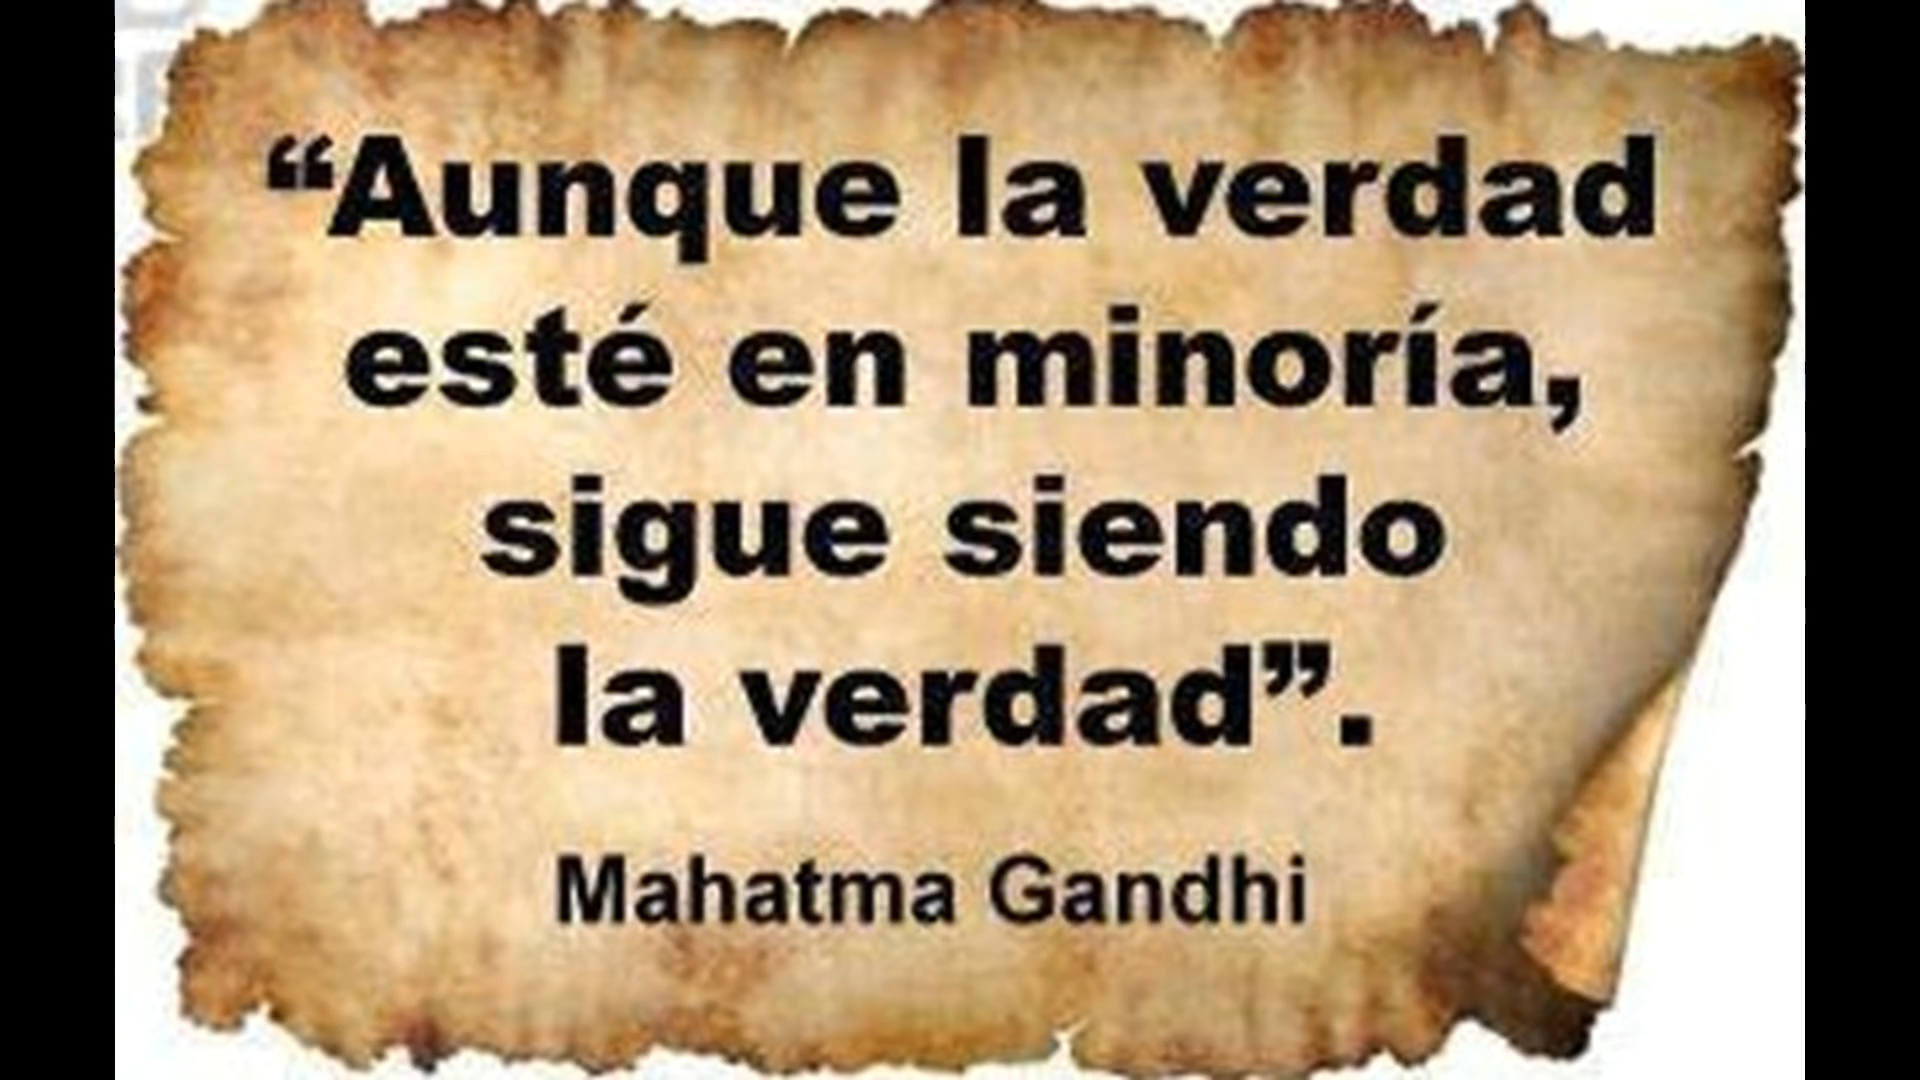 “Aunque la verdad
esté en minoría,
sigue siendo
la verdad”.
Mahatma Gandhi